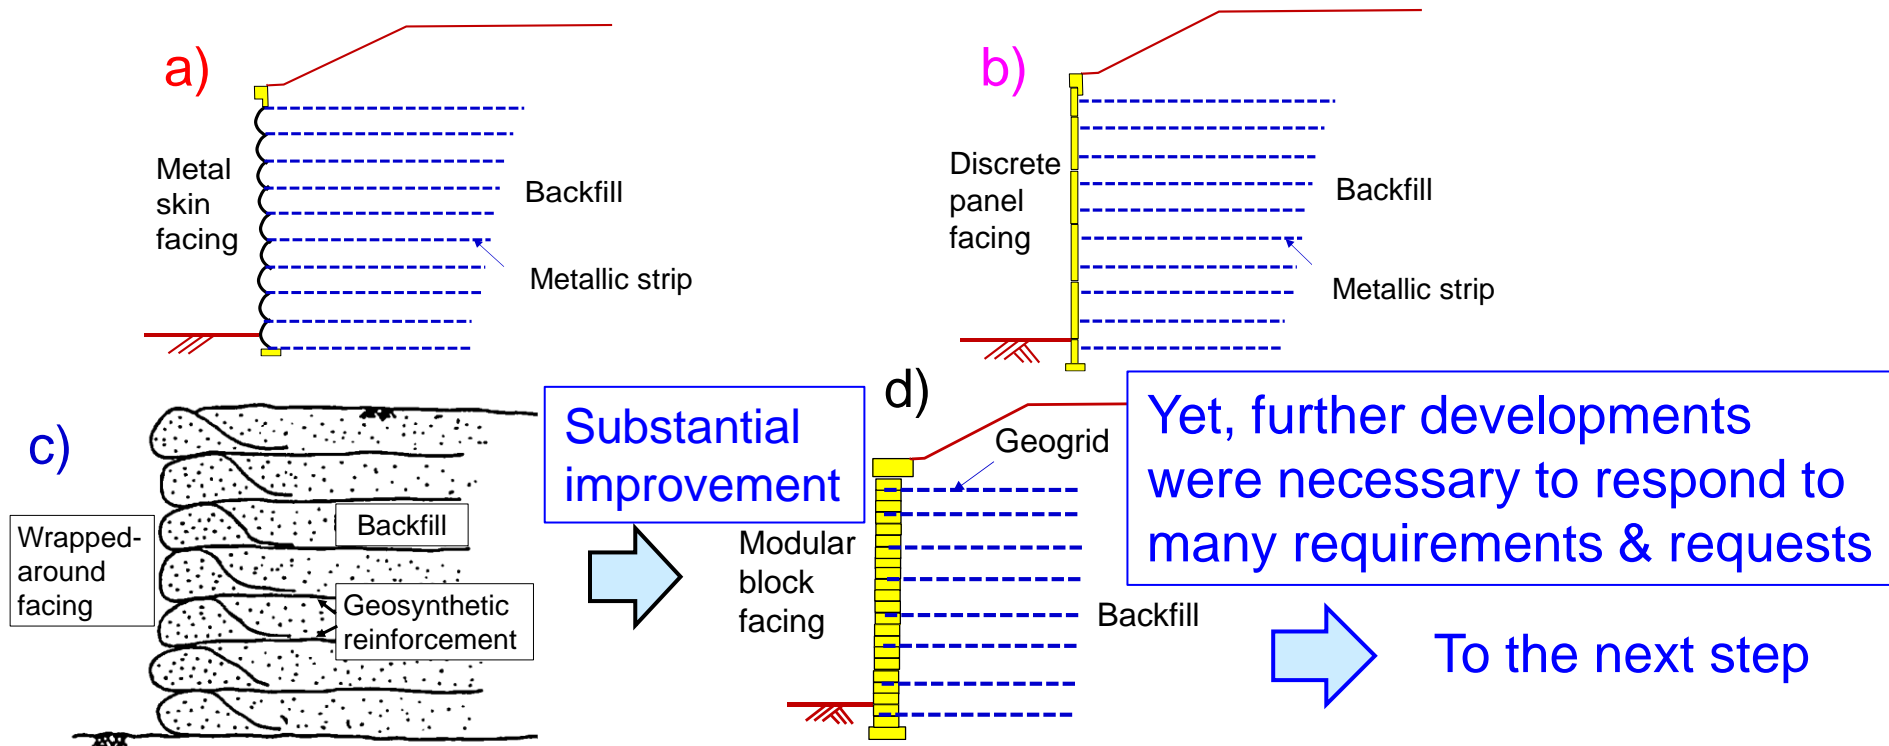 a)
Metal
skin
facing
Backfill
Metallic strip
b)
Discrete
panel
facing
Backfill
Metallic strip
c)
Wrapped-
around
facing
Backfill
Geosynthetic
reinforcement
Substantial
improvement
d)
Geogrid
Modular
block
facing
Backfill
Yet, further developments
were necessary to respond to
many requirements & requests
To the next step